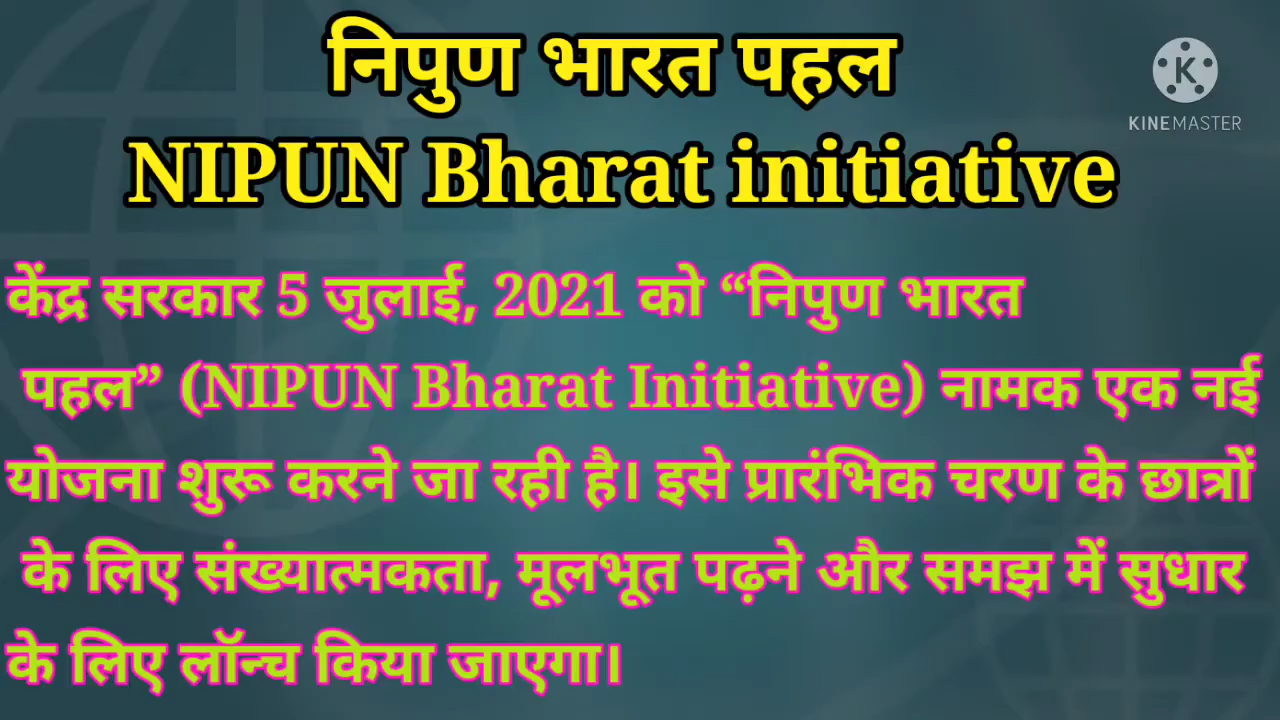 निपुण भारत पहल
NIPUN Bharat initiative
KINEMASTER
केंद्र सरकार 5 जुलाई, 2021 को “निपुण भारत
पहल” (NIPUN Bharat Initiative) नामक एक नई
योजना शुरू करने जा रही है। इसे प्रारंभिक चरण के छात्रों
के लिए संख्यात्मकता, मूलभूत पढ़ने और समझ में सुधार
के लिए लॉन्च किया जाएगा।